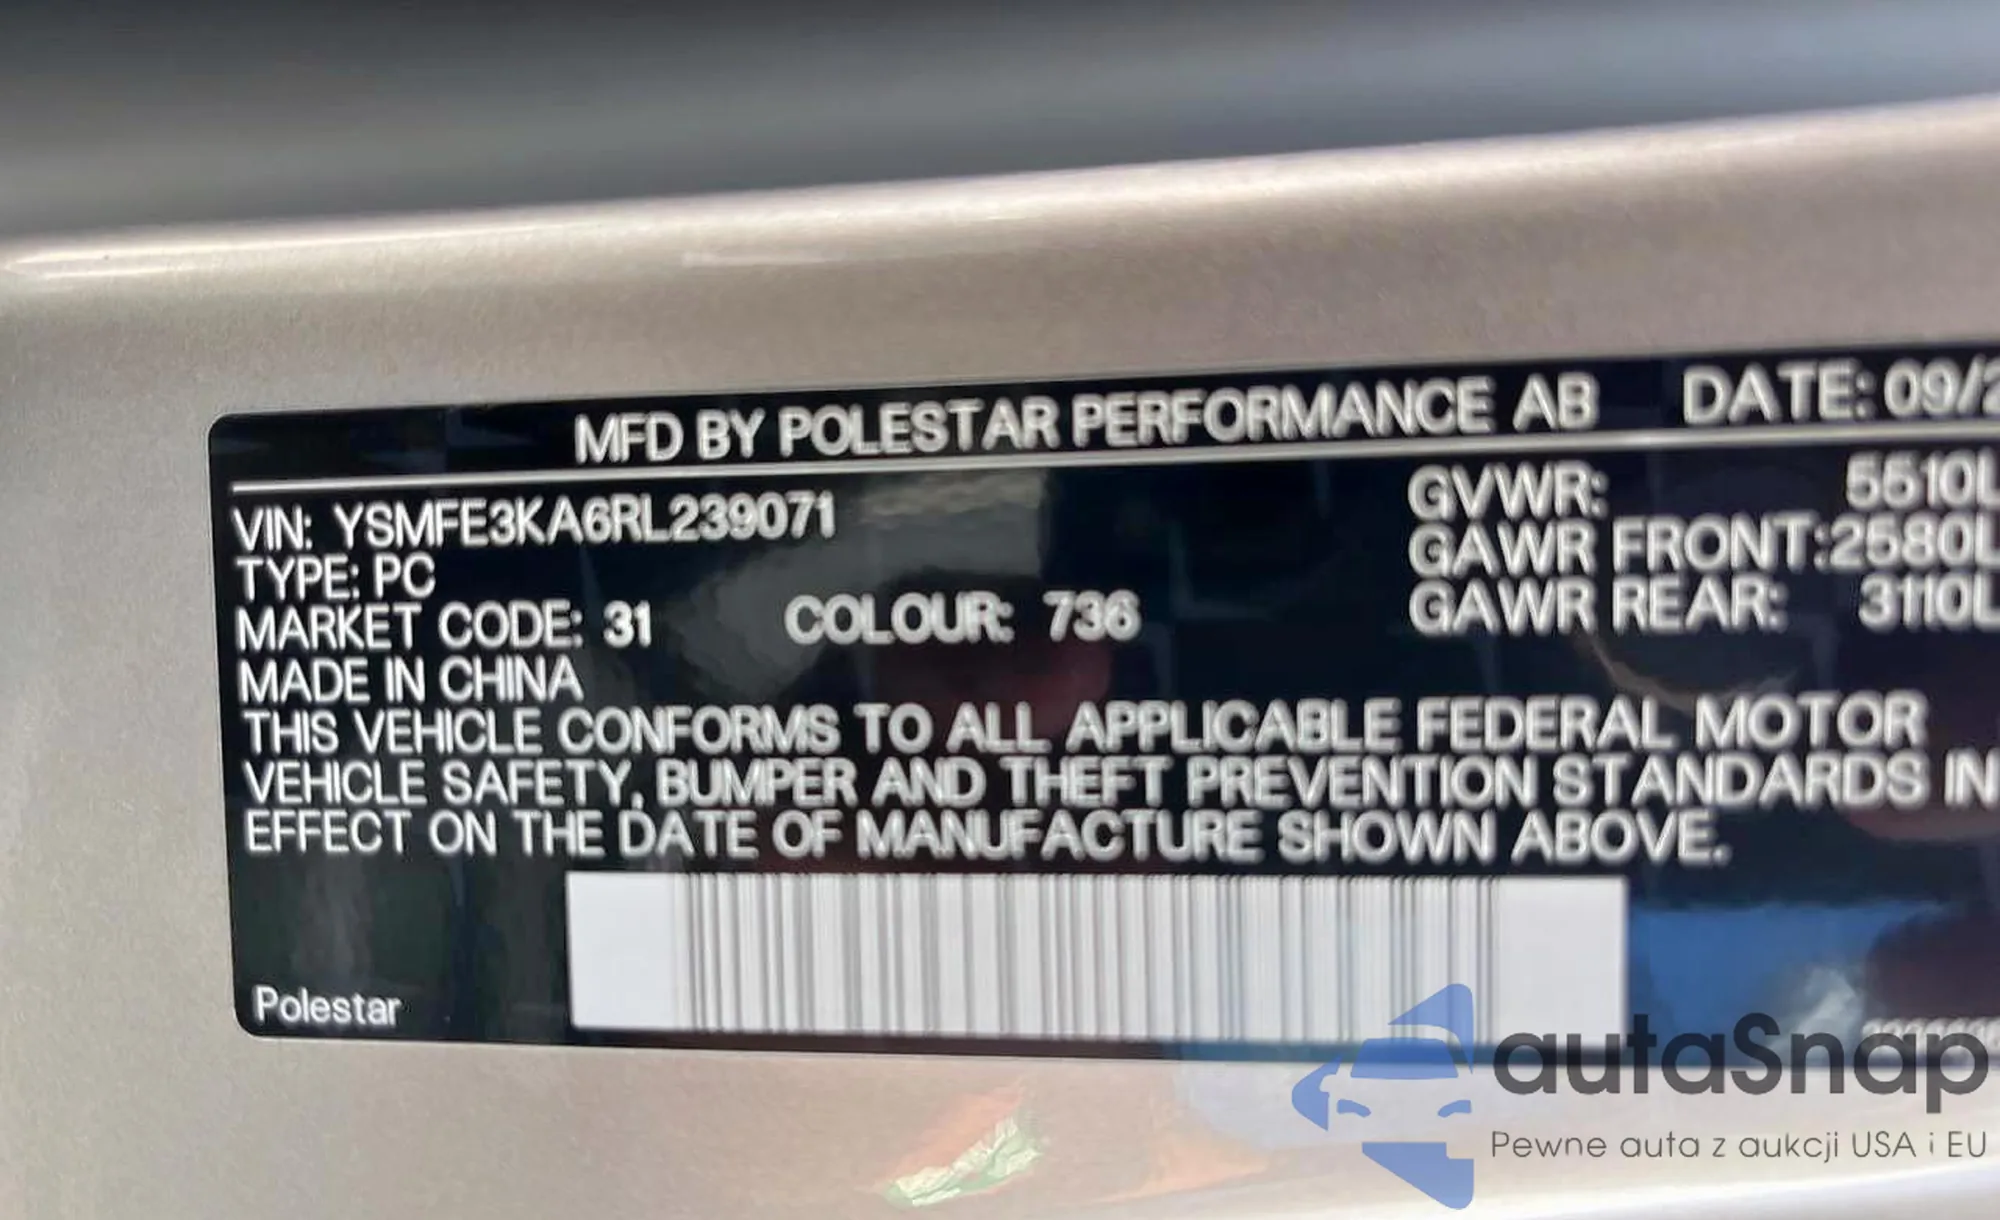 MFD BY POLESTAR PERFORMANCE AB DATE: 09/2
VIN: YSMFE3KA6RL239071 GVWR: 5510L
TYPE: PC GAWR FRONT:2580L
MARKET CODE: 31 COLOUR: 736 GAWR REAR: 3110L
MADE IN CHINA
THIS VEHICLE CONFORMS TO ALL APPLICABLE FEDERAL MOTOR
VEHICLE SAFETY, BUMPER AND THEFT PREVENTION STANDARDS IN
EFFECT ON THE DATE OF MANUFACTURE SHOWN ABOVE.
Polestar
autaSnap
Pewne auta z aukcji USA i EU